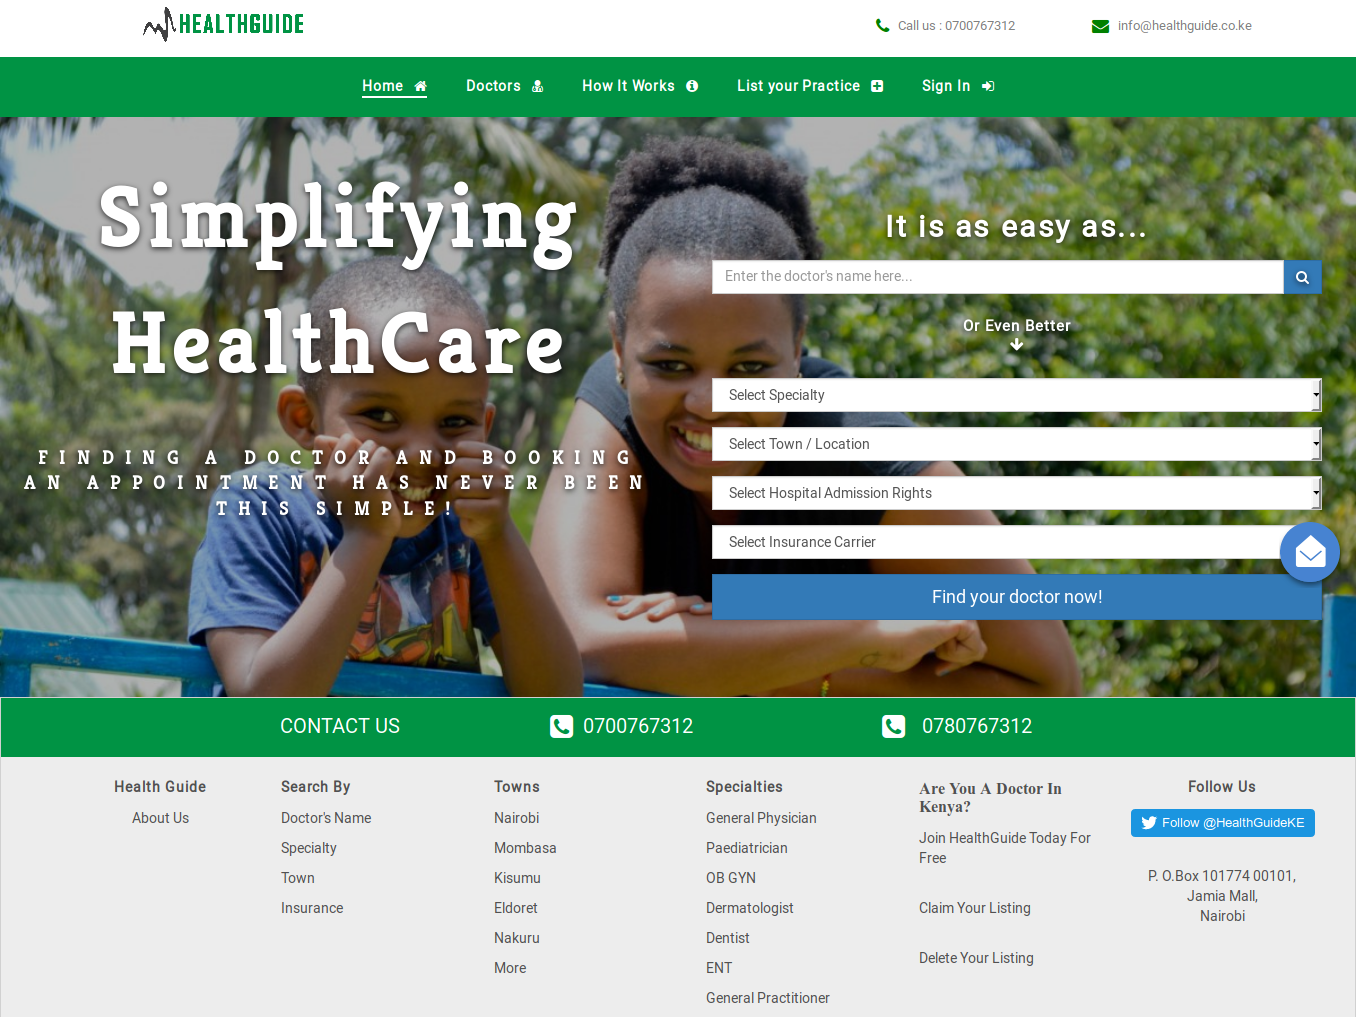 HEALTHGUIDE
Call us : 0700767312
info@healthguide.co.ke
Home
Doctors
How It Works
List your Practice
Sign In
Simplifying
HealthCare
FINDING A DOCTOR AND BOOKING
AN APPOINTMENT HAS NEVER BEEN
THIS SIMPLE!
It is as easy as...
Enter the doctor's name here...
Or Even Better
Select Specialty
Select Town / Location
Select Hospital Admission Rights
Select Insurance Carrier
Find your doctor now!
CONTACT US
0700767312
0780767312
Health Guide
About Us
Search By
Doctor's Name
Specialty
Town
Insurance
Towns
Nairobi
Mombasa
Kisumu
Eldoret
Nakuru
More
Specialties
General Physician
Paediatrician
OB GYN
Dermatologist
Dentist
ENT
General Practitioner
Are You A Doctor In
Kenya?
Join HealthGuide Today For
Free
Claim Your Listing
Delete Your Listing
Follow Us
Follow @HealthGuideKE
P. O.Box 101774 00101,
Jamia Mall,
Nairobi